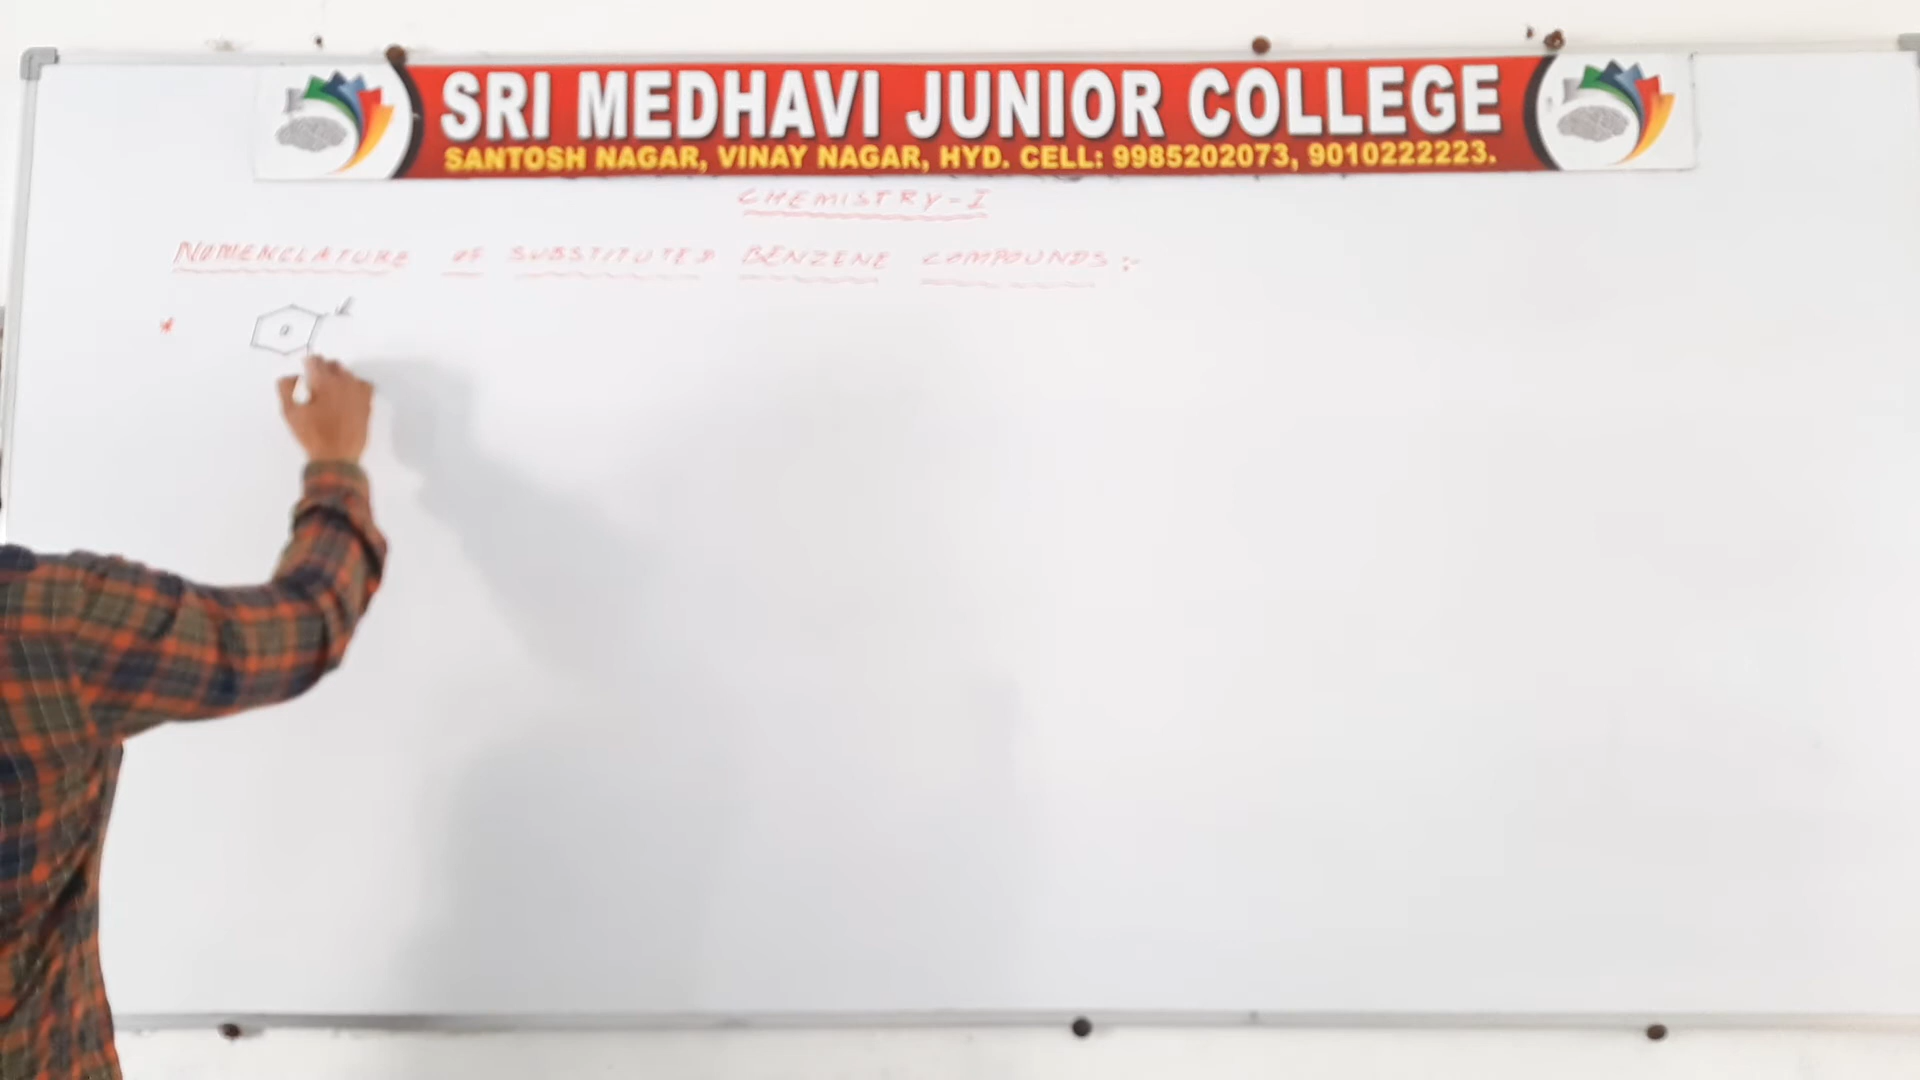 SRI MEDHAVI JUNIOR COLLEGE
SANTOSH NAGAR, VINAY NAGAR, HYD. CELL: 9985202073, 9010222223.
CHEMISTRY-I
NOMENCLATURE OF SUBSTITUTED BENZENE COMPOUNDS:-
*